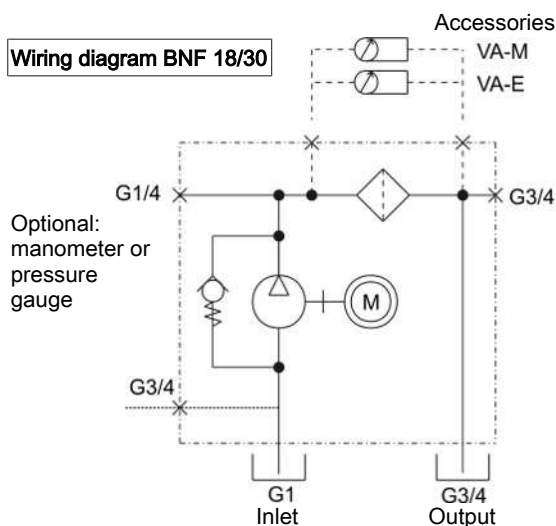 Accessories
Wiring diagram BNF 18/30
VA-M
VA-E
G1/4
G3/4
Optional:
manometer or
pressure
gauge
M
G3/4
G1
Inlet
G3/4
Output